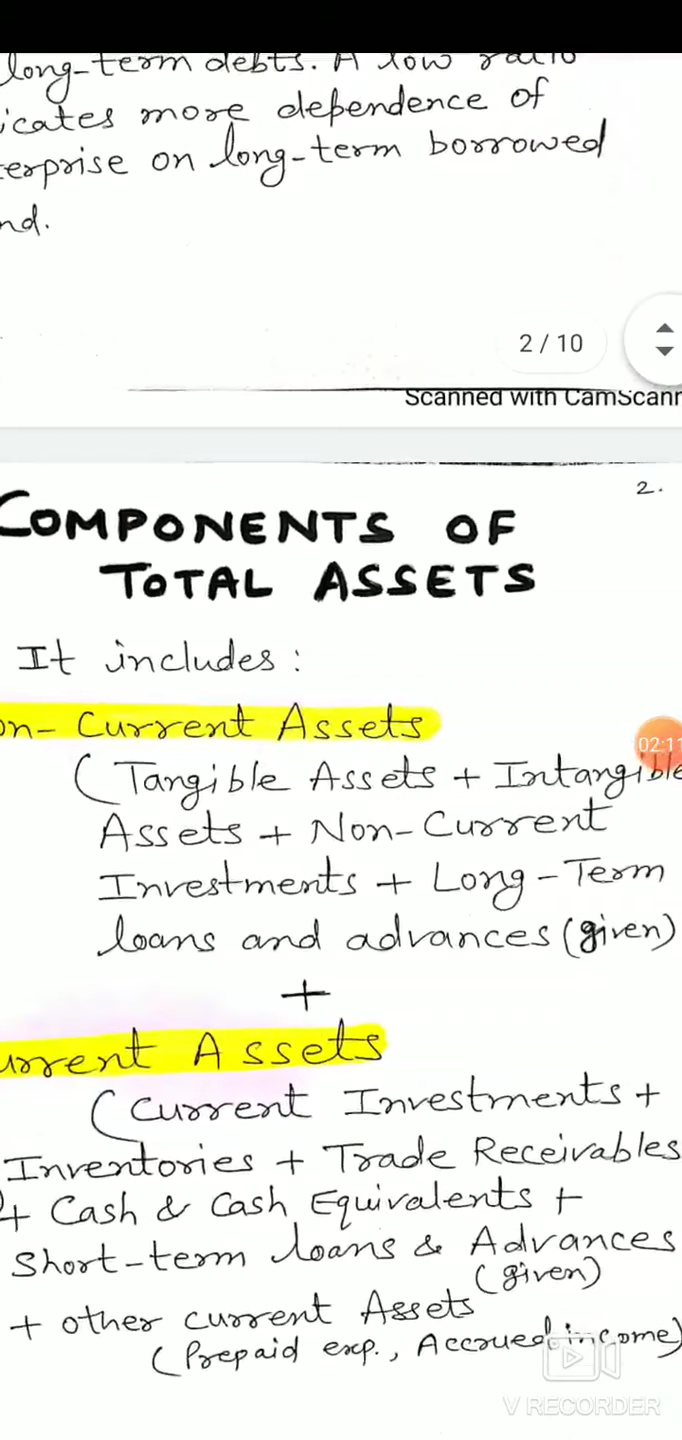 long-term debts. A low ratio
icates more dependence of
erprise on long-term borrowed
nd.
2 / 10
Scanned with CamScanr
2.
COMPONENTS OF
TOTAL ASSETS
It includes :
on- Current Assets
02:11
(Tangible Assets + Intangible
Assets + Non-Current
Investments + Long-Term
loans and advances (given)
+
urrent Assets
(Current Investments +
Inventories + Trade Receivables
+ Cash & Cash Equivalents +
Short-term loans & Advances
(given)
+ other current Assets
(Prepaid exp., Accrued income)
V RECORDER